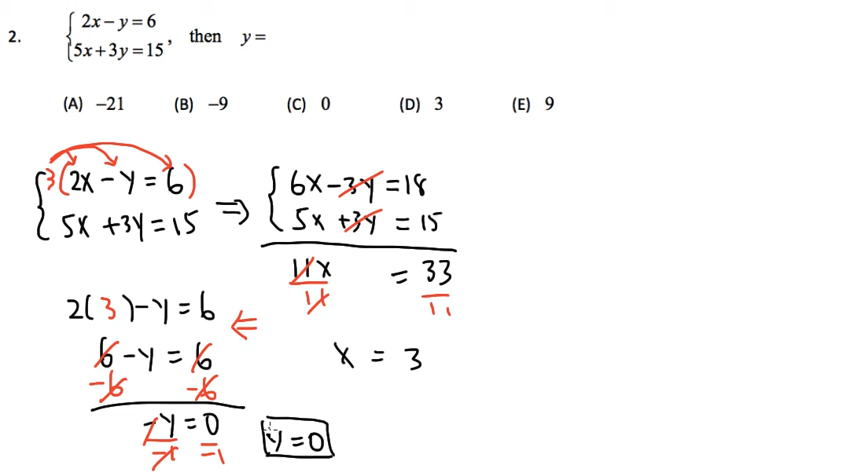 2. { 2x − y = 6
5x + 3y = 15 , then y =
(A) −21 (B) −9 (C) 0 (D) 3 (E) 9
3(2x − y = 6) ⇒ 6x − 3y = 18
5x + 3y = 15 5x + 3y = 15
11x = 33
11 11
x = 3
2(3) − y = 6 ⇐
6 − y = 6
−6 −6
−y = 0
−1 −1
y = 0